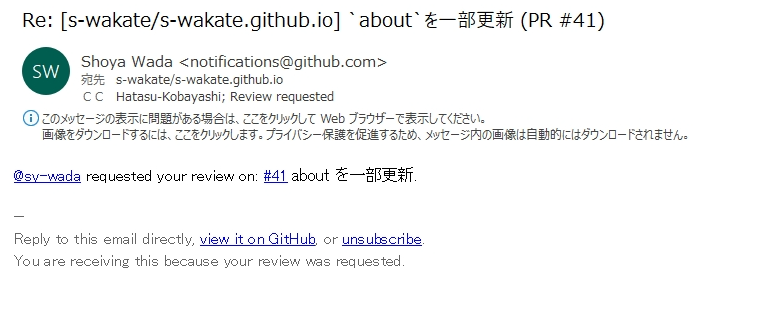 Re: [s-wakate/s-wakate.github.io] `about`を一部更新 (PR #41)
SW
Shoya Wada <notifications@github.com>
宛先 s-wakate/s-wakate.github.io
ＣＣ Hatasu-Kobayashi; Review requested
このメッセージの表示に問題がある場合は、ここをクリックして Web ブラウザーで表示してください。
画像をダウンロードするには、ここをクリックします。プライバシー保護を促進するため、メッセージ内の画像は自動的にはダウンロードされません。
@sy-wada requested your review on: #41 about を一部更新.
—
Reply to this email directly, view it on GitHub, or unsubscribe.
You are receiving this because your review was requested.